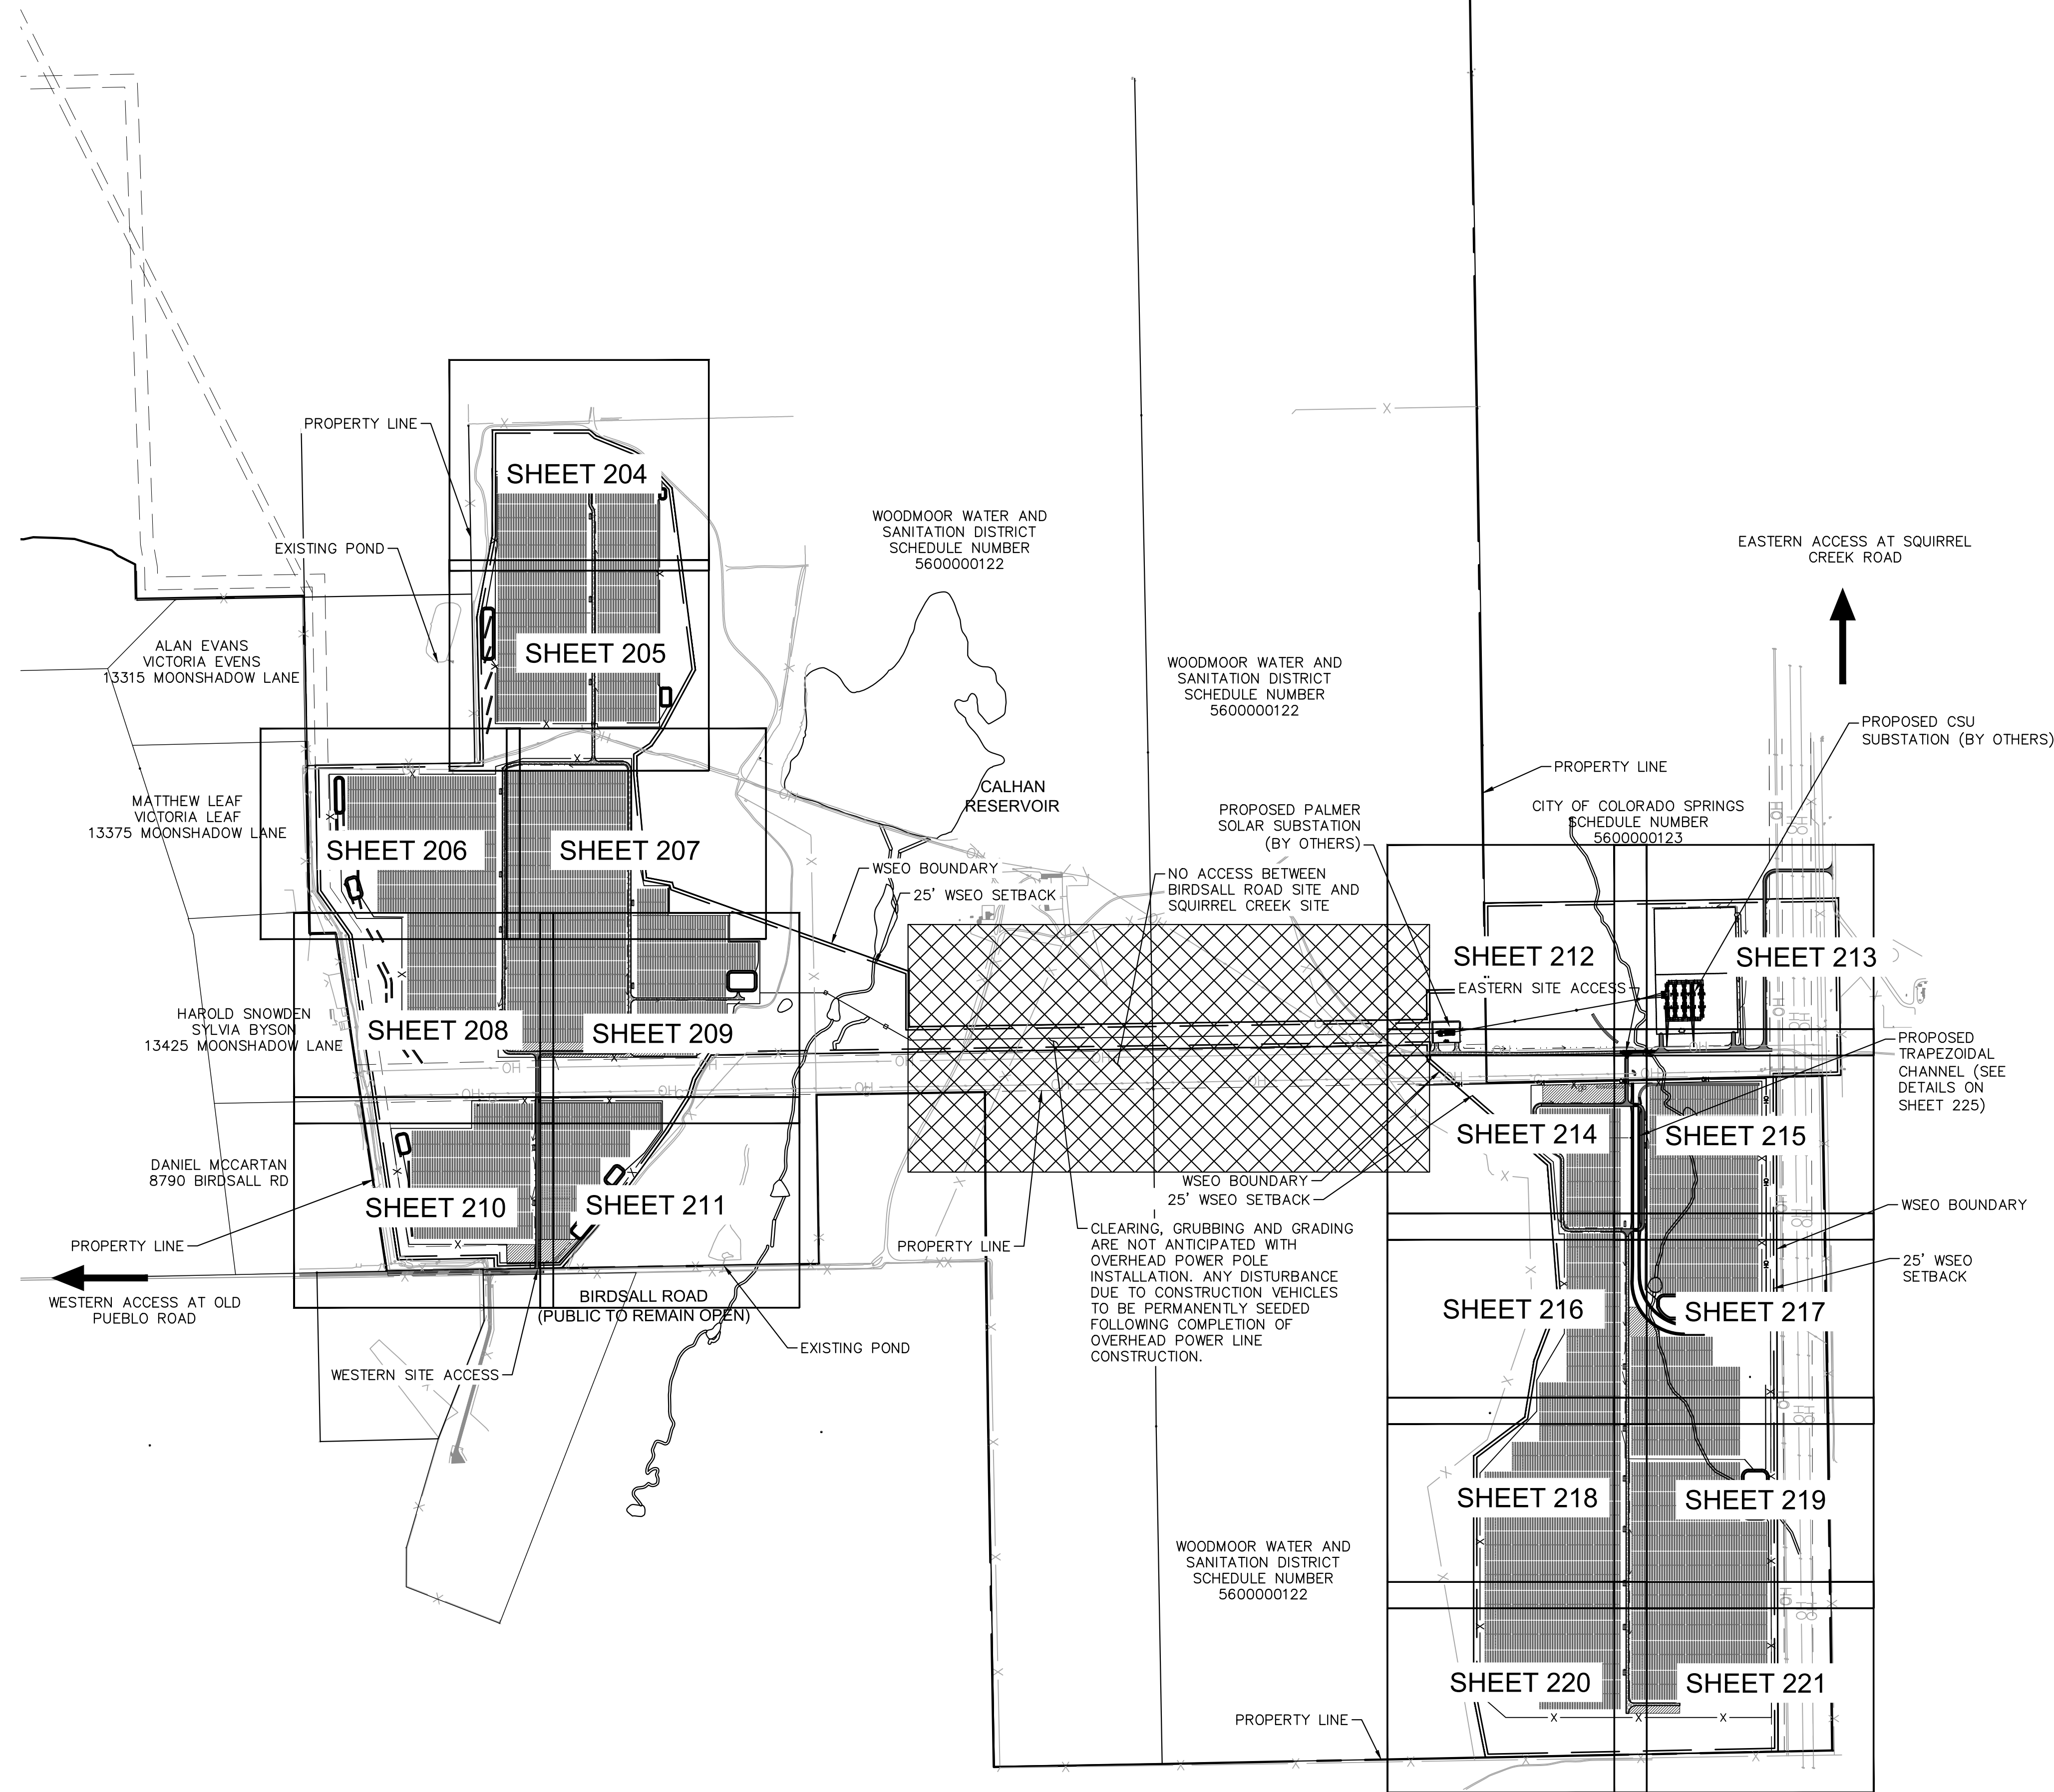 PROPERTY LINE
SHEET 204
EXISTING POND
WOODMOOR WATER AND
SANITATION DISTRICT
SCHEDULE NUMBER
5600000122
EASTERN ACCESS AT SQUIRREL
CREEK ROAD
ALAN EVANS
VICTORIA EVENS
13315 MOONSHADOW LANE
SHEET 205
WOODMOOR WATER AND
SANITATION DISTRICT
SCHEDULE NUMBER
5600000122
PROPOSED CSU
SUBSTATION (BY OTHERS)
PROPERTY LINE
CALHAN
RESERVOIR
MATTHEW LEAF
VICTORIA LEAF
13375 MOONSHADOW LANE
SHEET 206
SHEET 207
PROPOSED PALMER
SOLAR SUBSTATION
(BY OTHERS)
CITY OF COLORADO SPRINGS
SCHEDULE NUMBER
5600000123
WSEO BOUNDARY
25' WSEO SETBACK
NO ACCESS BETWEEN
BIRDSALL ROAD SITE AND
SQUIRREL CREEK SITE
SHEET 212
SHEET 213
EASTERN SITE ACCESS
HAROLD SNOWDEN
SYLVIA BYSON
13425 MOONSHADOW LANE
SHEET 208
SHEET 209
PROPOSED
TRAPEZOIDAL
CHANNEL (SEE
DETAILS ON
SHEET 225)
OH
OH
OH
OH
OH
SHEET 214
SHEET 215
DANIEL MCCARTAN
8790 BIRDSALL RD
SHEET 210
SHEET 211
WSEO BOUNDARY
25' WSEO SETBACK
WSEO BOUNDARY
25' WSEO
SETBACK
PROPERTY LINE
PROPERTY LINE
CLEARING, GRUBBING AND GRADING
ARE NOT ANTICIPATED WITH
OVERHEAD POWER POLE
INSTALLATION. ANY DISTURBANCE
DUE TO CONSTRUCTION VEHICLES
TO BE PERMANENTLY SEEDED
FOLLOWING COMPLETION OF
OVERHEAD POWER LINE
CONSTRUCTION.
WESTERN ACCESS AT OLD
PUEBLO ROAD
BIRDSALL ROAD
(PUBLIC TO REMAIN OPEN)
EXISTING POND
WESTERN SITE ACCESS
SHEET 216
SHEET 217
SHEET 218
SHEET 219
WOODMOOR WATER AND
SANITATION DISTRICT
SCHEDULE NUMBER
5600000122
SHEET 220
SHEET 221
PROPERTY LINE